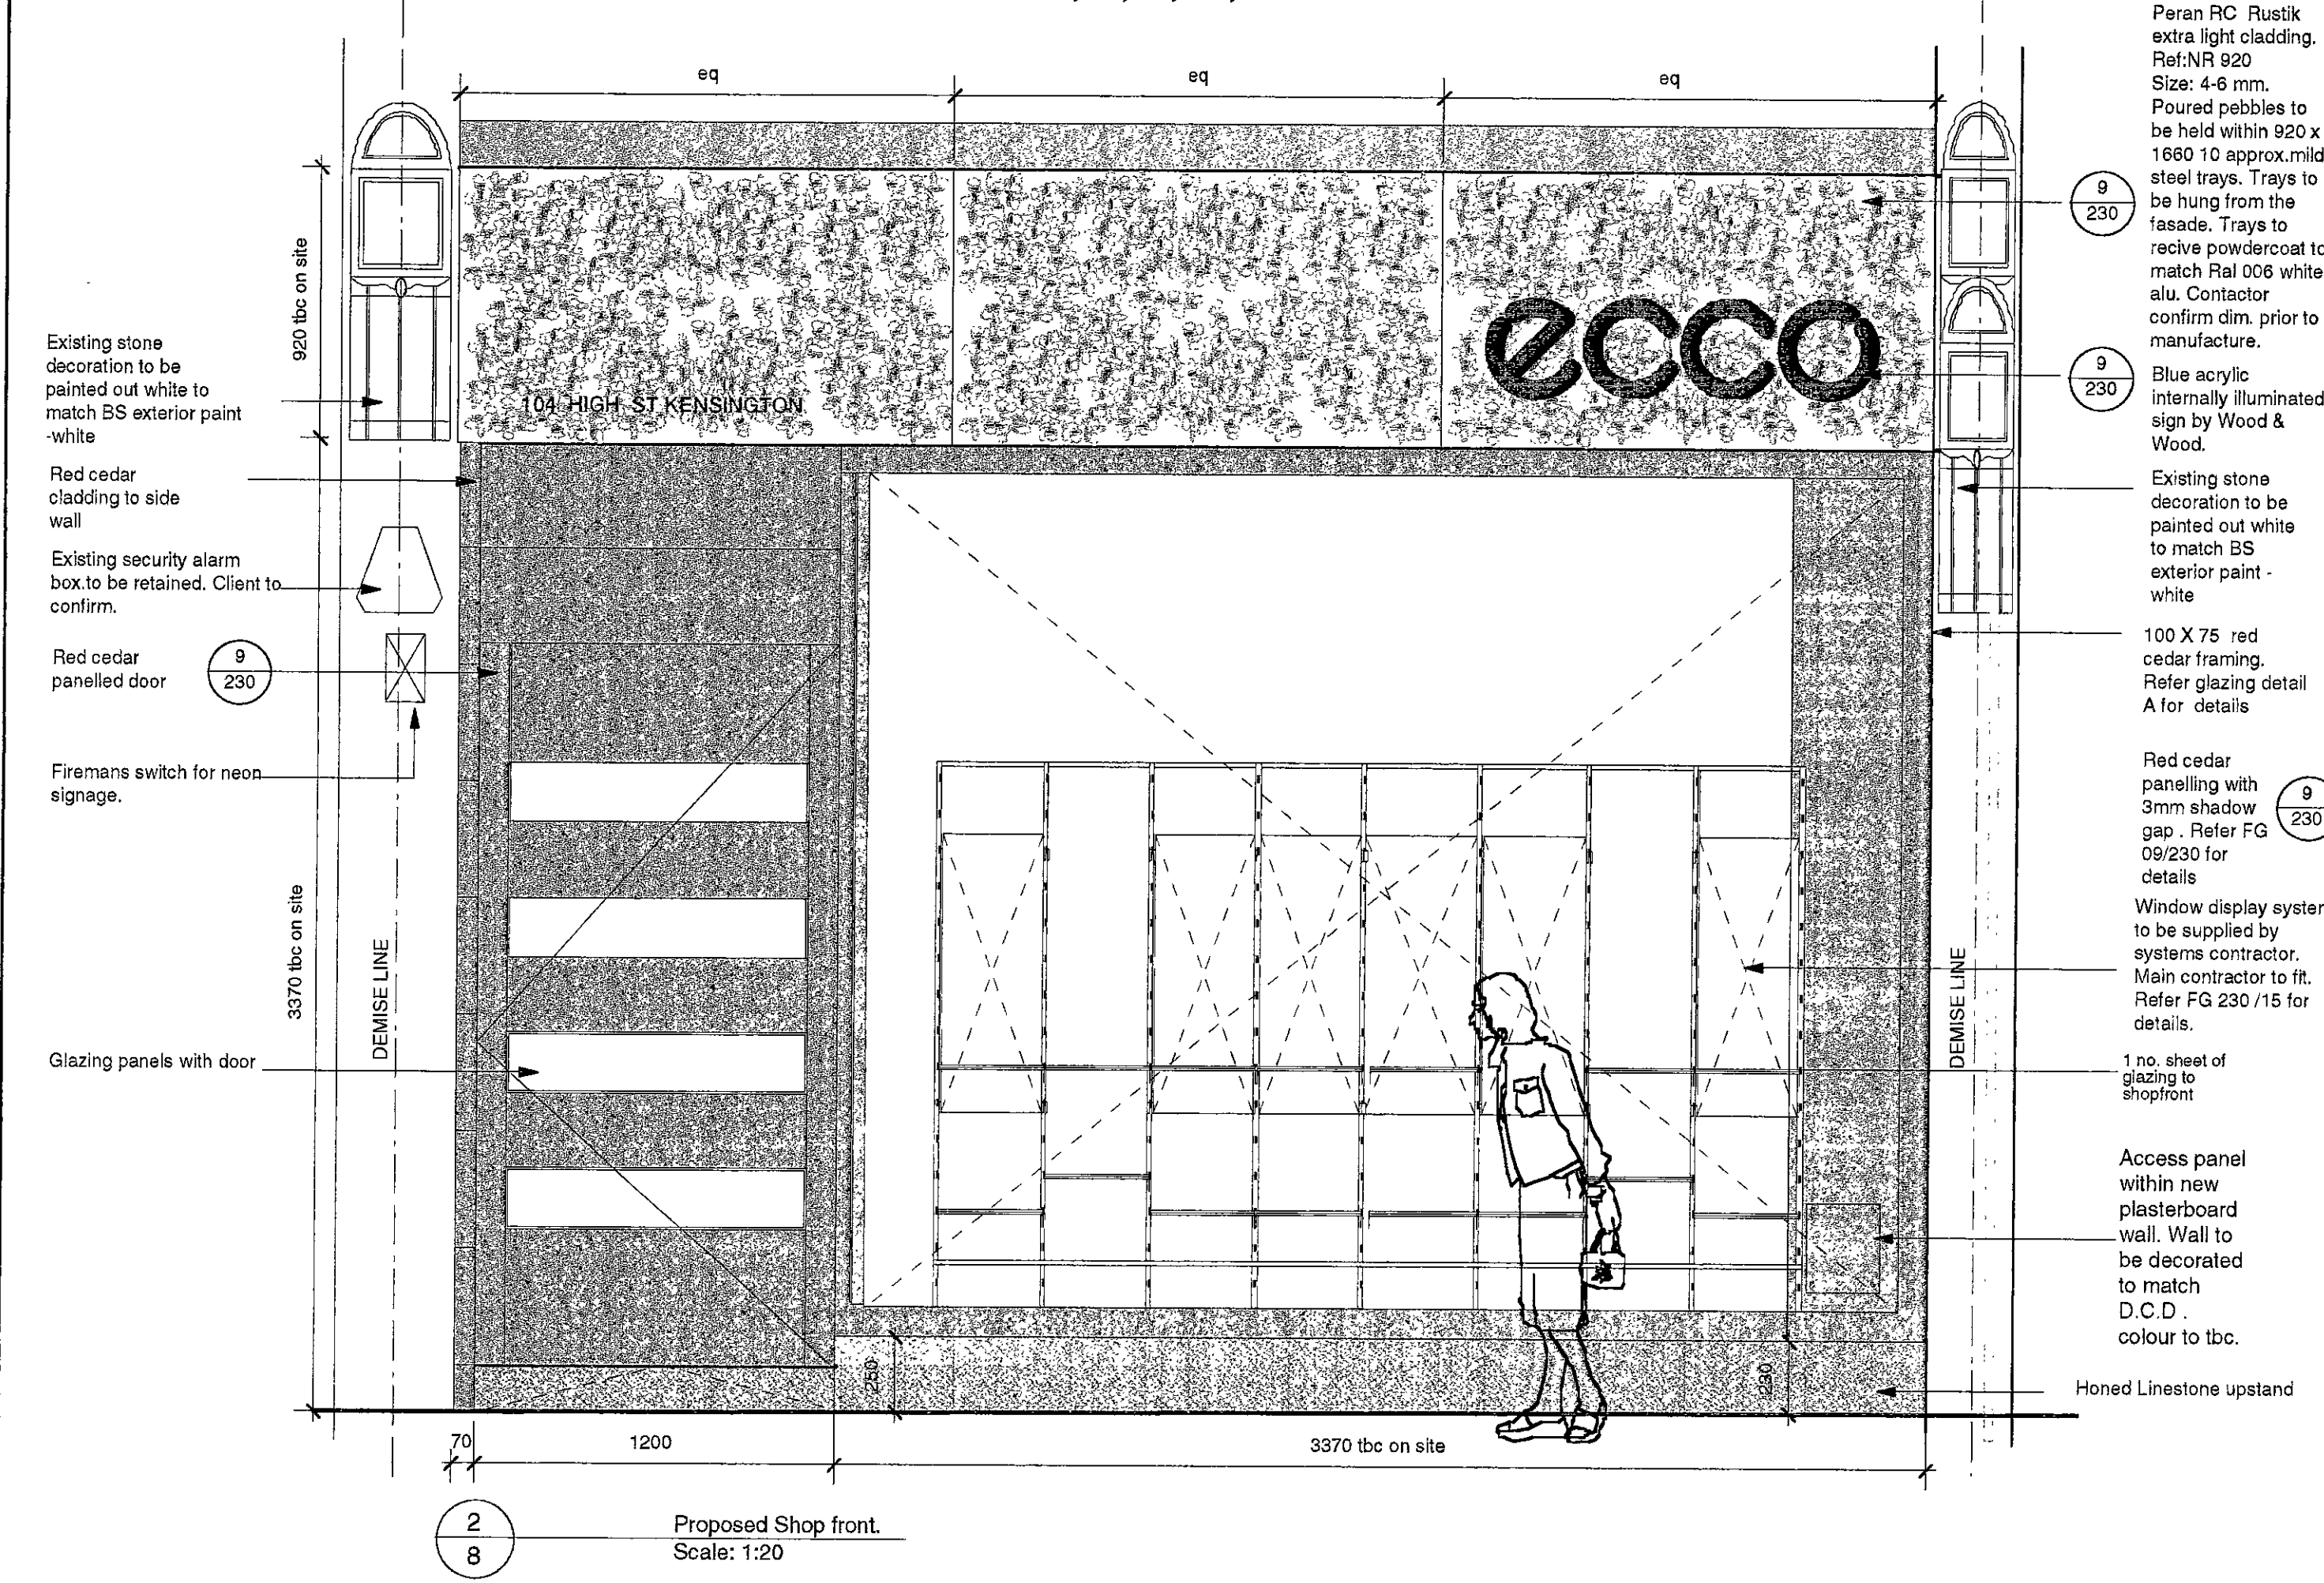 eq
eq
eq
920 tbc on site
104 HIGH ST KENSINGTON
ecco
Existing stone
decoration to be
painted out white to
match BS exterior paint
-white
Red cedar
cladding to side
wall
Existing security alarm
box.to be retained. Client to
confirm.
Red cedar
panelled door
9
230
Firemans switch for neon
signage.
3370 tbc on site
DEMISE LINE
Glazing panels with door
Peran RC Rustik
extra light cladding.
Ref:NR 920
Size: 4-6 mm.
Poured pebbles to
be held within 920 x
1660 10 approx.mild
steel trays. Trays to
be hung from the
fasade. Trays to
recive powdercoat to
match Ral 006 white
alu. Contactor
confirm dim. prior to
manufacture.
9
230
Blue acrylic
internally illuminated
sign by Wood &
Wood.
9
230
Existing stone
decoration to be
painted out white
to match BS
exterior paint -
white
100 X 75 red
cedar framing.
Refer glazing detail
A for details
Red cedar
panelling with
3mm shadow
gap . Refer FG
09/230 for
details
9
230
Window display syster
to be supplied by
systems contractor.
Main contractor to fit.
Refer FG 230 /15 for
details.
DEMISE LINE
1 no. sheet of
glazing to
shopfront
Access panel
within new
plasterboard
wall. Wall to
be decorated
to match
D.C.D .
colour to tbc.
Honed Linestone upstand
250
230
70
1200
3370 tbc on site
2
8
Proposed Shop front.
Scale: 1:20